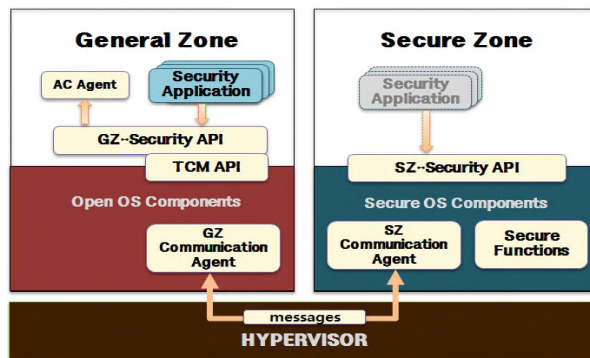 General Zone
AC Agent
Security
Application
GZ--Security API
TCM API
Open OS Components
GZ
Communication
Agent
Secure Zone
Security
Application
SZ--Security API
Secure OS Components
SZ
Communication
Agent
Secure
Functions
messages
HYPERVISOR